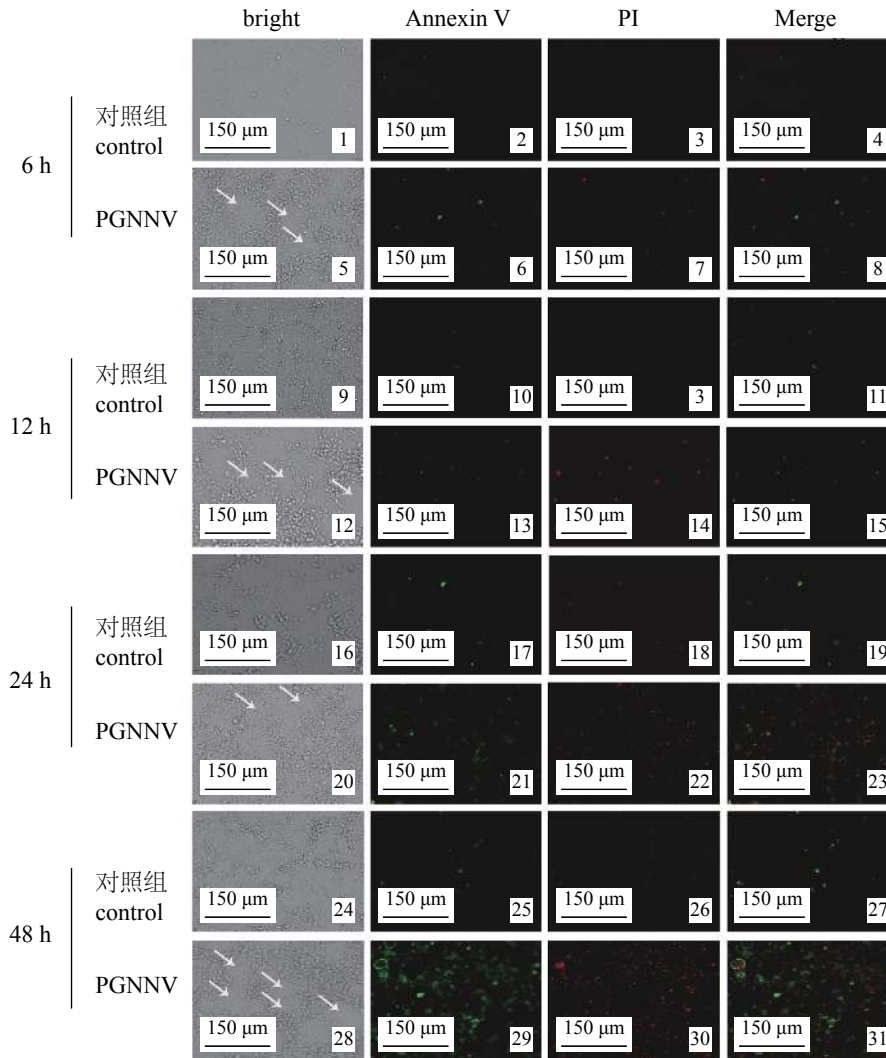 bright Annexin V PI Merge
对照组
control
150 μm 1 150 μm 2 150 μm 3 150 μm 4
6 h
PGNNV
150 μm 5 150 μm 6 150 μm 7 150 μm 8
对照组
control
150 μm 9 150 μm 10 150 μm 3 150 μm 11
12 h
PGNNV
150 μm 12 150 μm 13 150 μm 14 150 μm 15
对照组
control
150 μm 16 150 μm 17 150 μm 18 150 μm 19
24 h
PGNNV
150 μm 20 150 μm 21 150 μm 22 150 μm 23
对照组
control
150 μm 24 150 μm 25 150 μm 26 150 μm 27
48 h
PGNNV
150 μm 28 150 μm 29 150 μm 30 150 μm 31